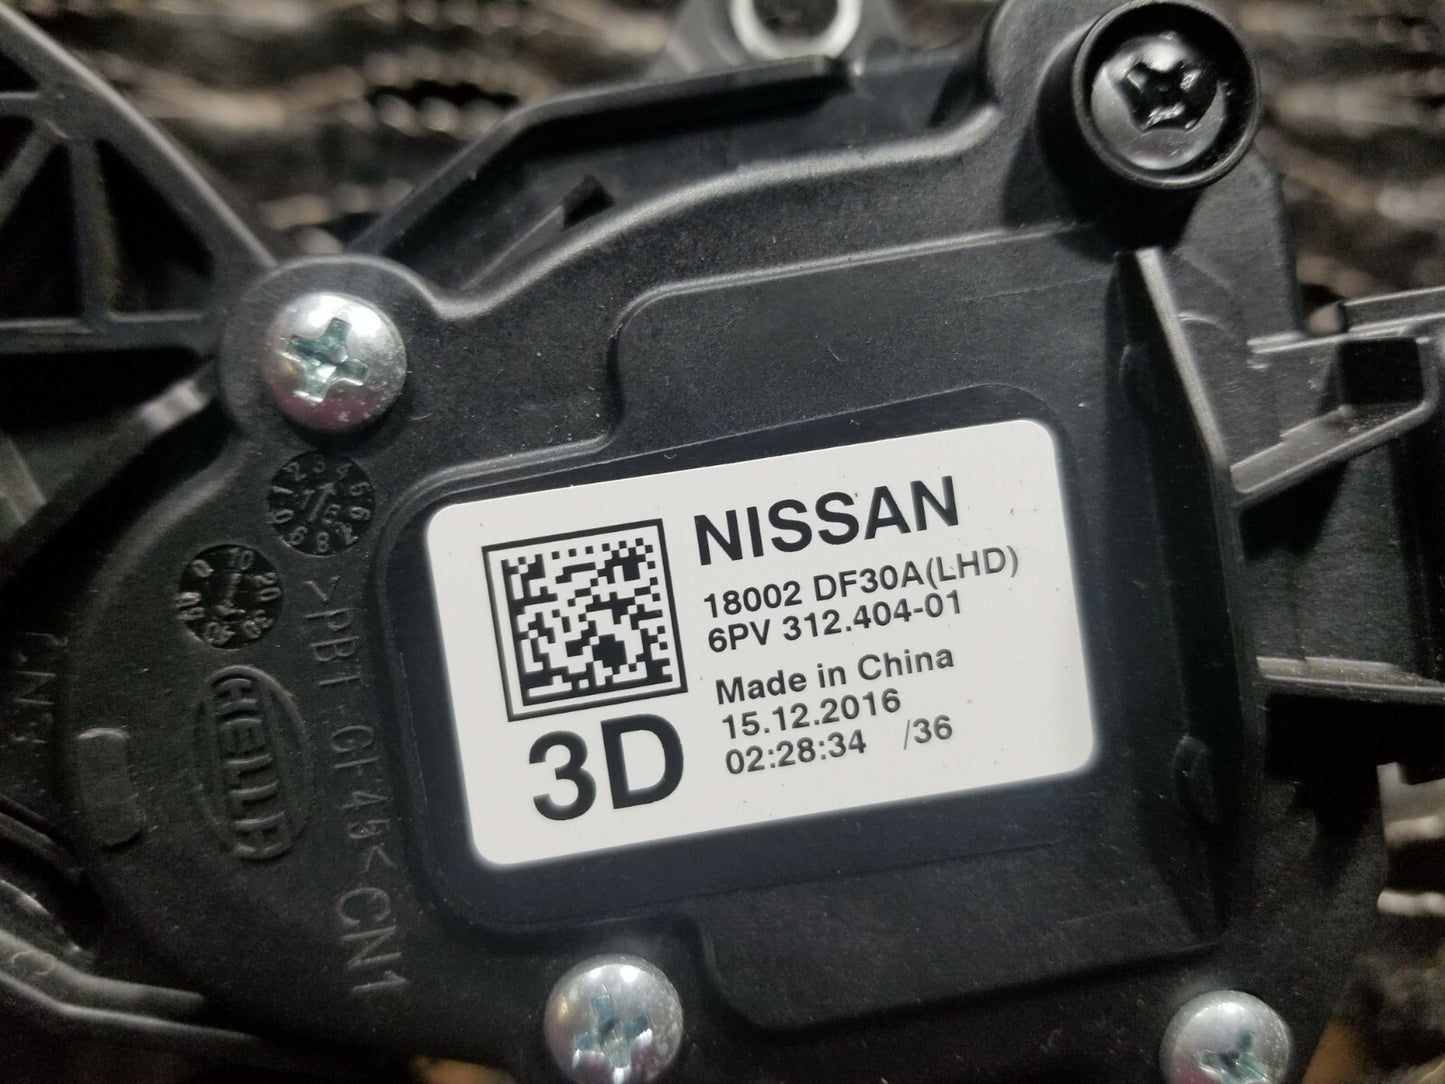 NISSAN
18002 DF30A(LHD)
6PV 312.404-01
Made in China
15.12.2016
02:28:34 /36
3D
HELLA
>PBT-GF45<CN1